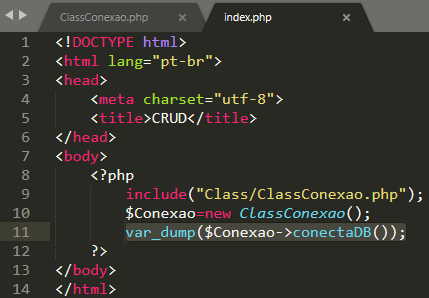 ClassConexao.php × index.php ×
1 <!DOCTYPE html>
2 <html lang="pt-br">
3 <head>
4     <meta charset="utf-8">
5     <title>CRUD</title>
6 </head>
7 <body>
8     <?php
9         include("Class/ClassConexao.php");
10         $Conexao=new ClassConexao();
11         var_dump($Conexao->conectaDB());
12     ?>
13 </body>
14 </html>